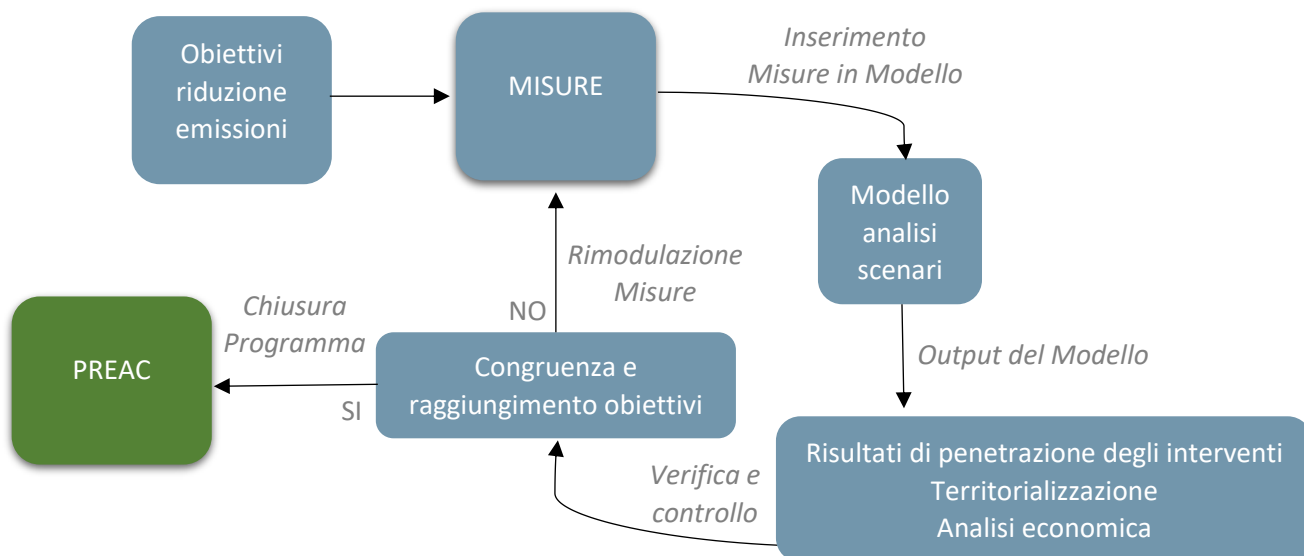 Obiettivi
riduzione
emissioni
MISURE
Inserimento
Misure in Modello
Modello
analisi
scenari
Output del Modello
Risultati di penetrazione degli interventi
Territorializzazione
Analisi economica
Verifica e
controllo
Congruenza e
raggiungimento obiettivi
NO
Rimodulazione
Misure
SI
Chiusura
Programma
PREAC